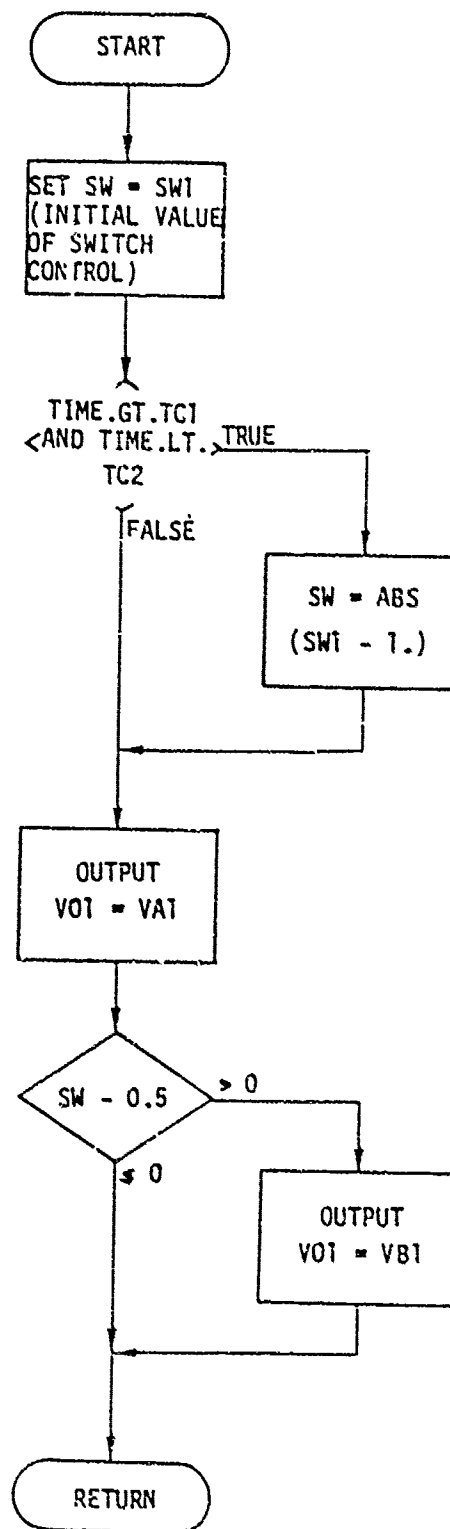 START
SET SW = SW1
(INITIAL VALUE
OF SWITCH
CONTROL)
TIME.GT.TC1
AND TIME.LT.
TC2
TRUE
FALSE
SW = ABS
(SW1 - 1.)
OUTPUT
VO1 = VA1
SW - 0.5
> 0
≤ 0
OUTPUT
VO1 = VB1
RETURN